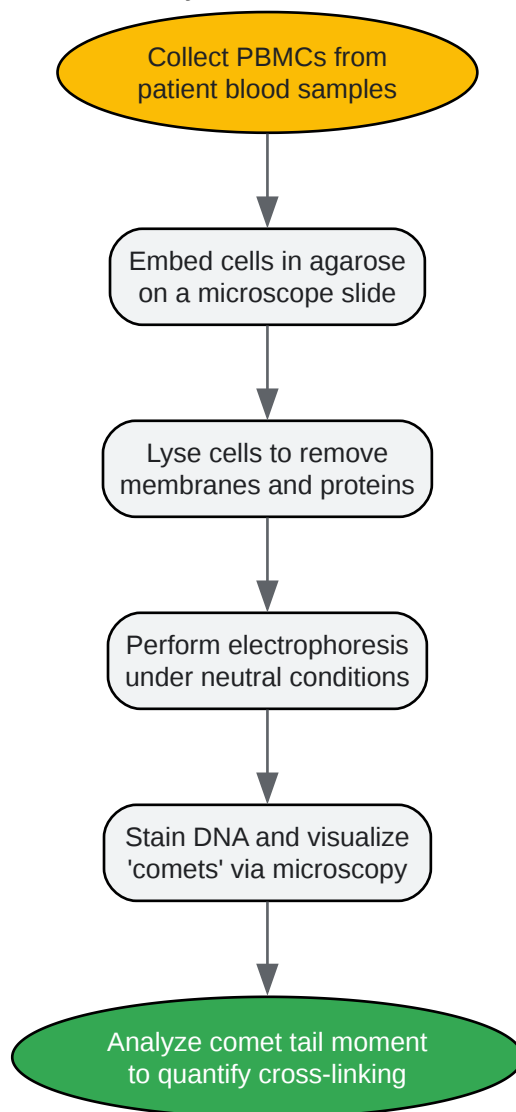 Collect PBMCs from
patient blood samples
Embed cells in agarose
on a microscope slide
Lyse cells to remove
membranes and proteins
Perform electrophoresis
under neutral conditions
Stain DNA and visualize
'comets' via microscopy
Analyze comet tail moment
to quantify cross-linking